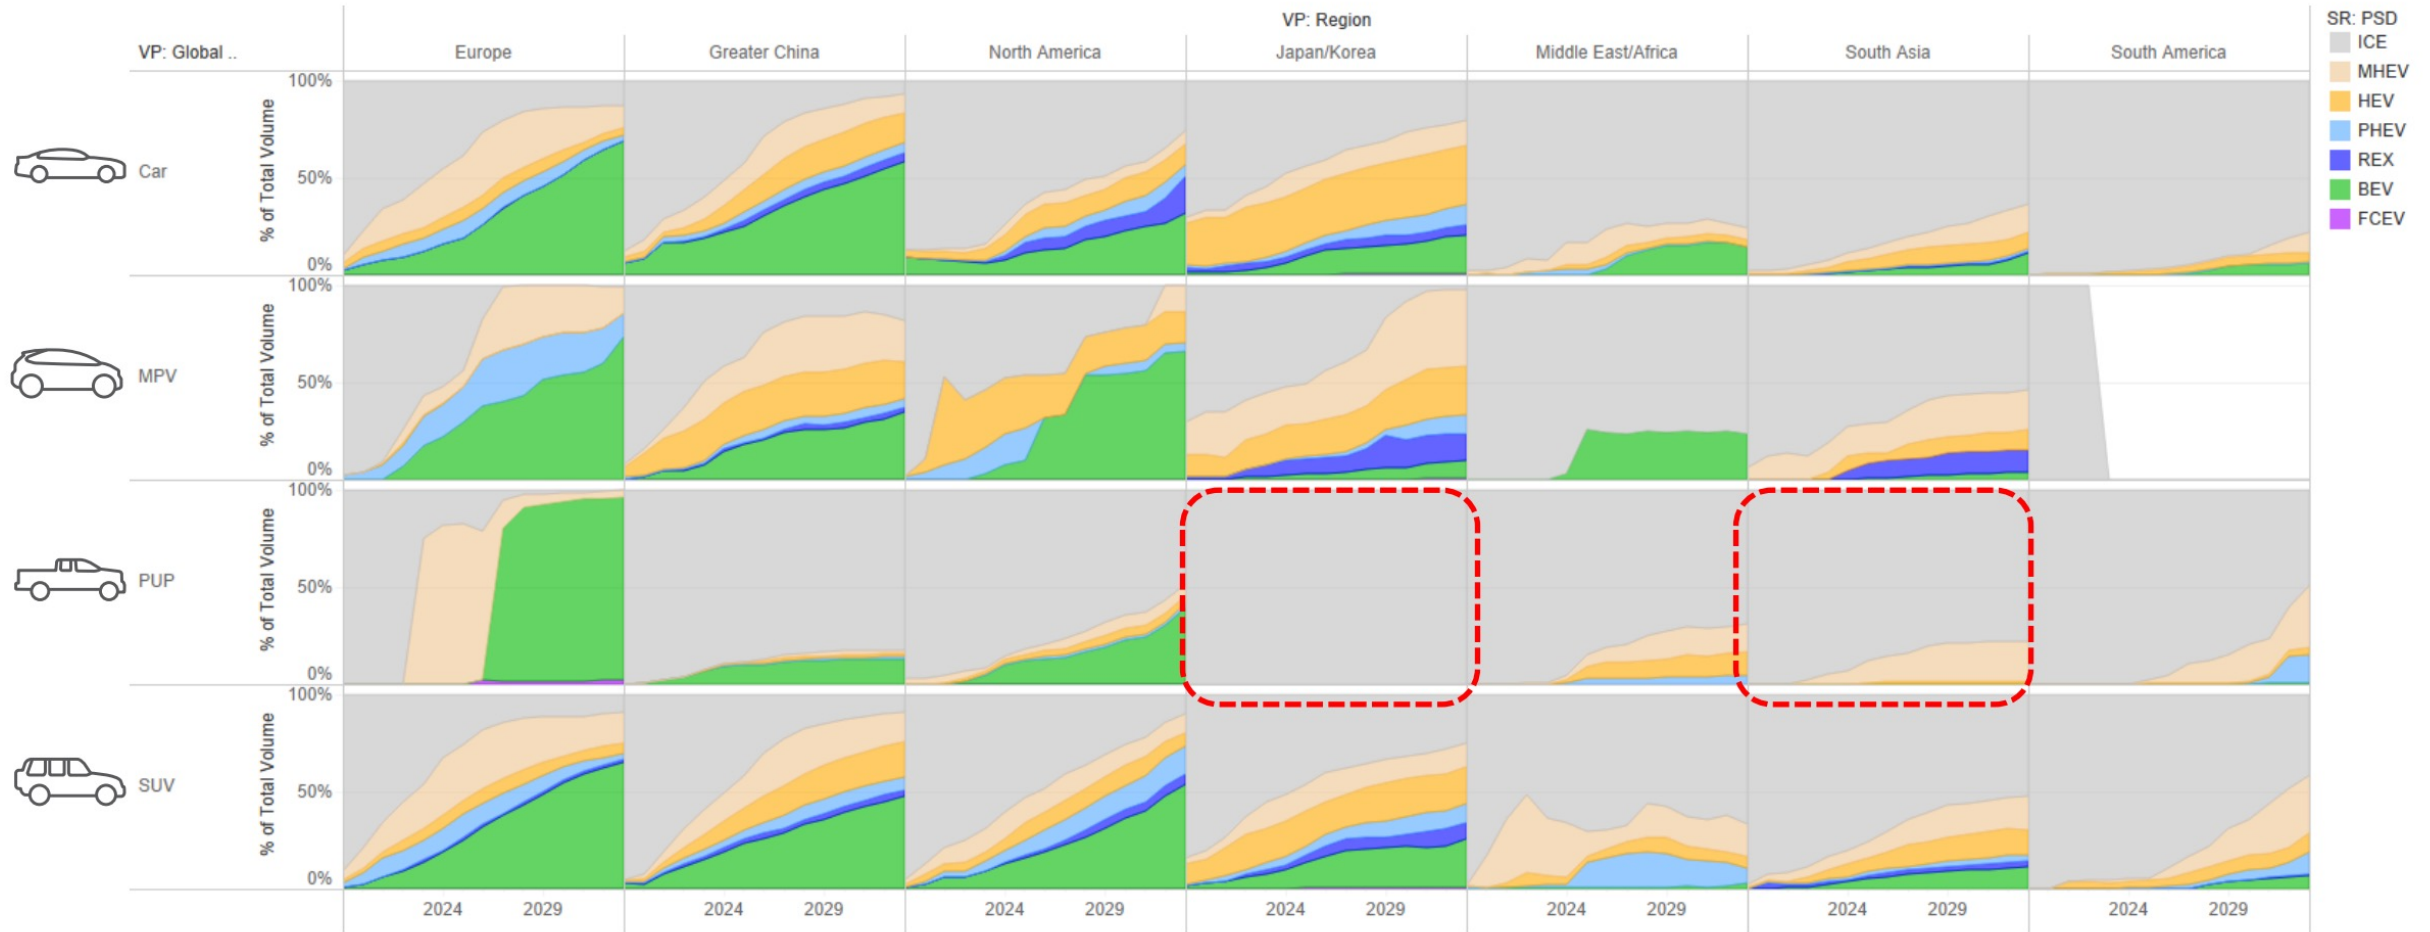 VP: Region
VP: Global ..
Europe
Greater China
North America
Japan/Korea
Middle East/Africa
South Asia
South America
SR: PSD
ICE
MHEV
HEV
PHEV
REX
BEV
FCEV
Car
% of Total Volume
100%
50%
0%
MPV
% of Total Volume
100%
50%
0%
PUP
% of Total Volume
100%
50%
0%
SUV
% of Total Volume
100%
50%
0%
2024 2029 2024 2029 2024 2029 2024 2029 2024 2029 2024 2029 2024 2029